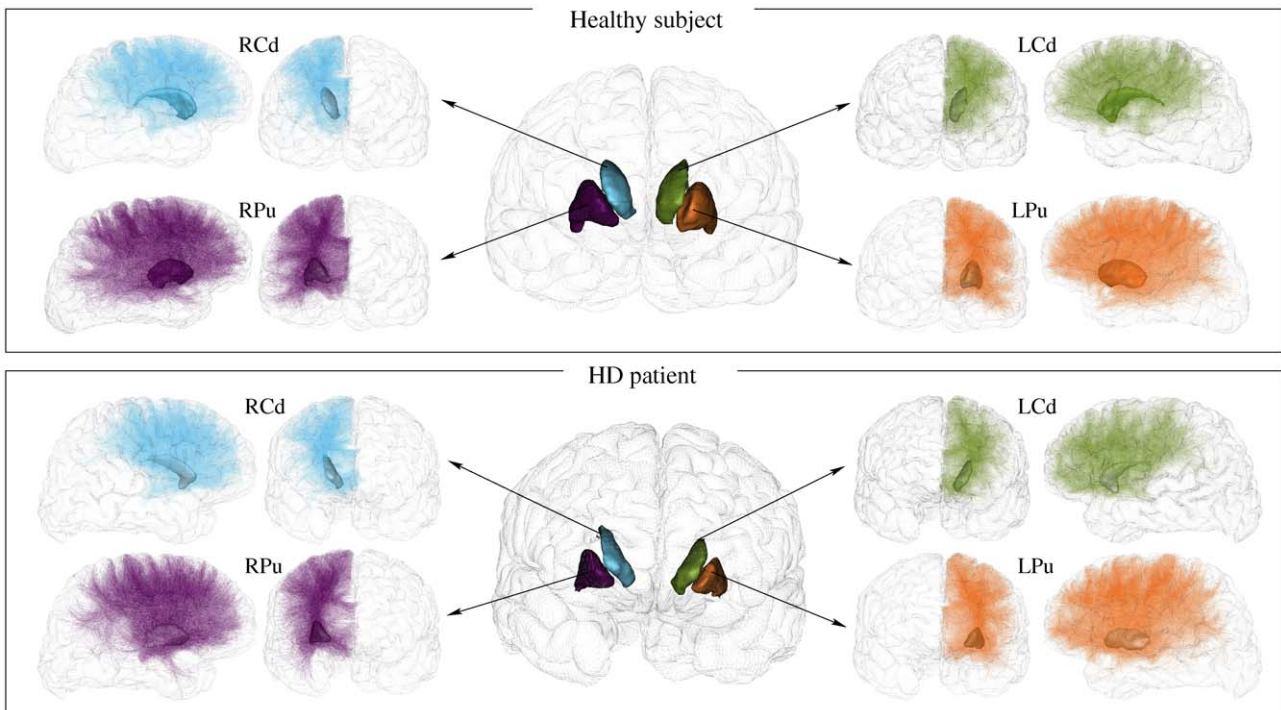 Healthy subject
RCd
LCd
RPu
LPu
HD patient
RCd
LCd
RPu
LPu